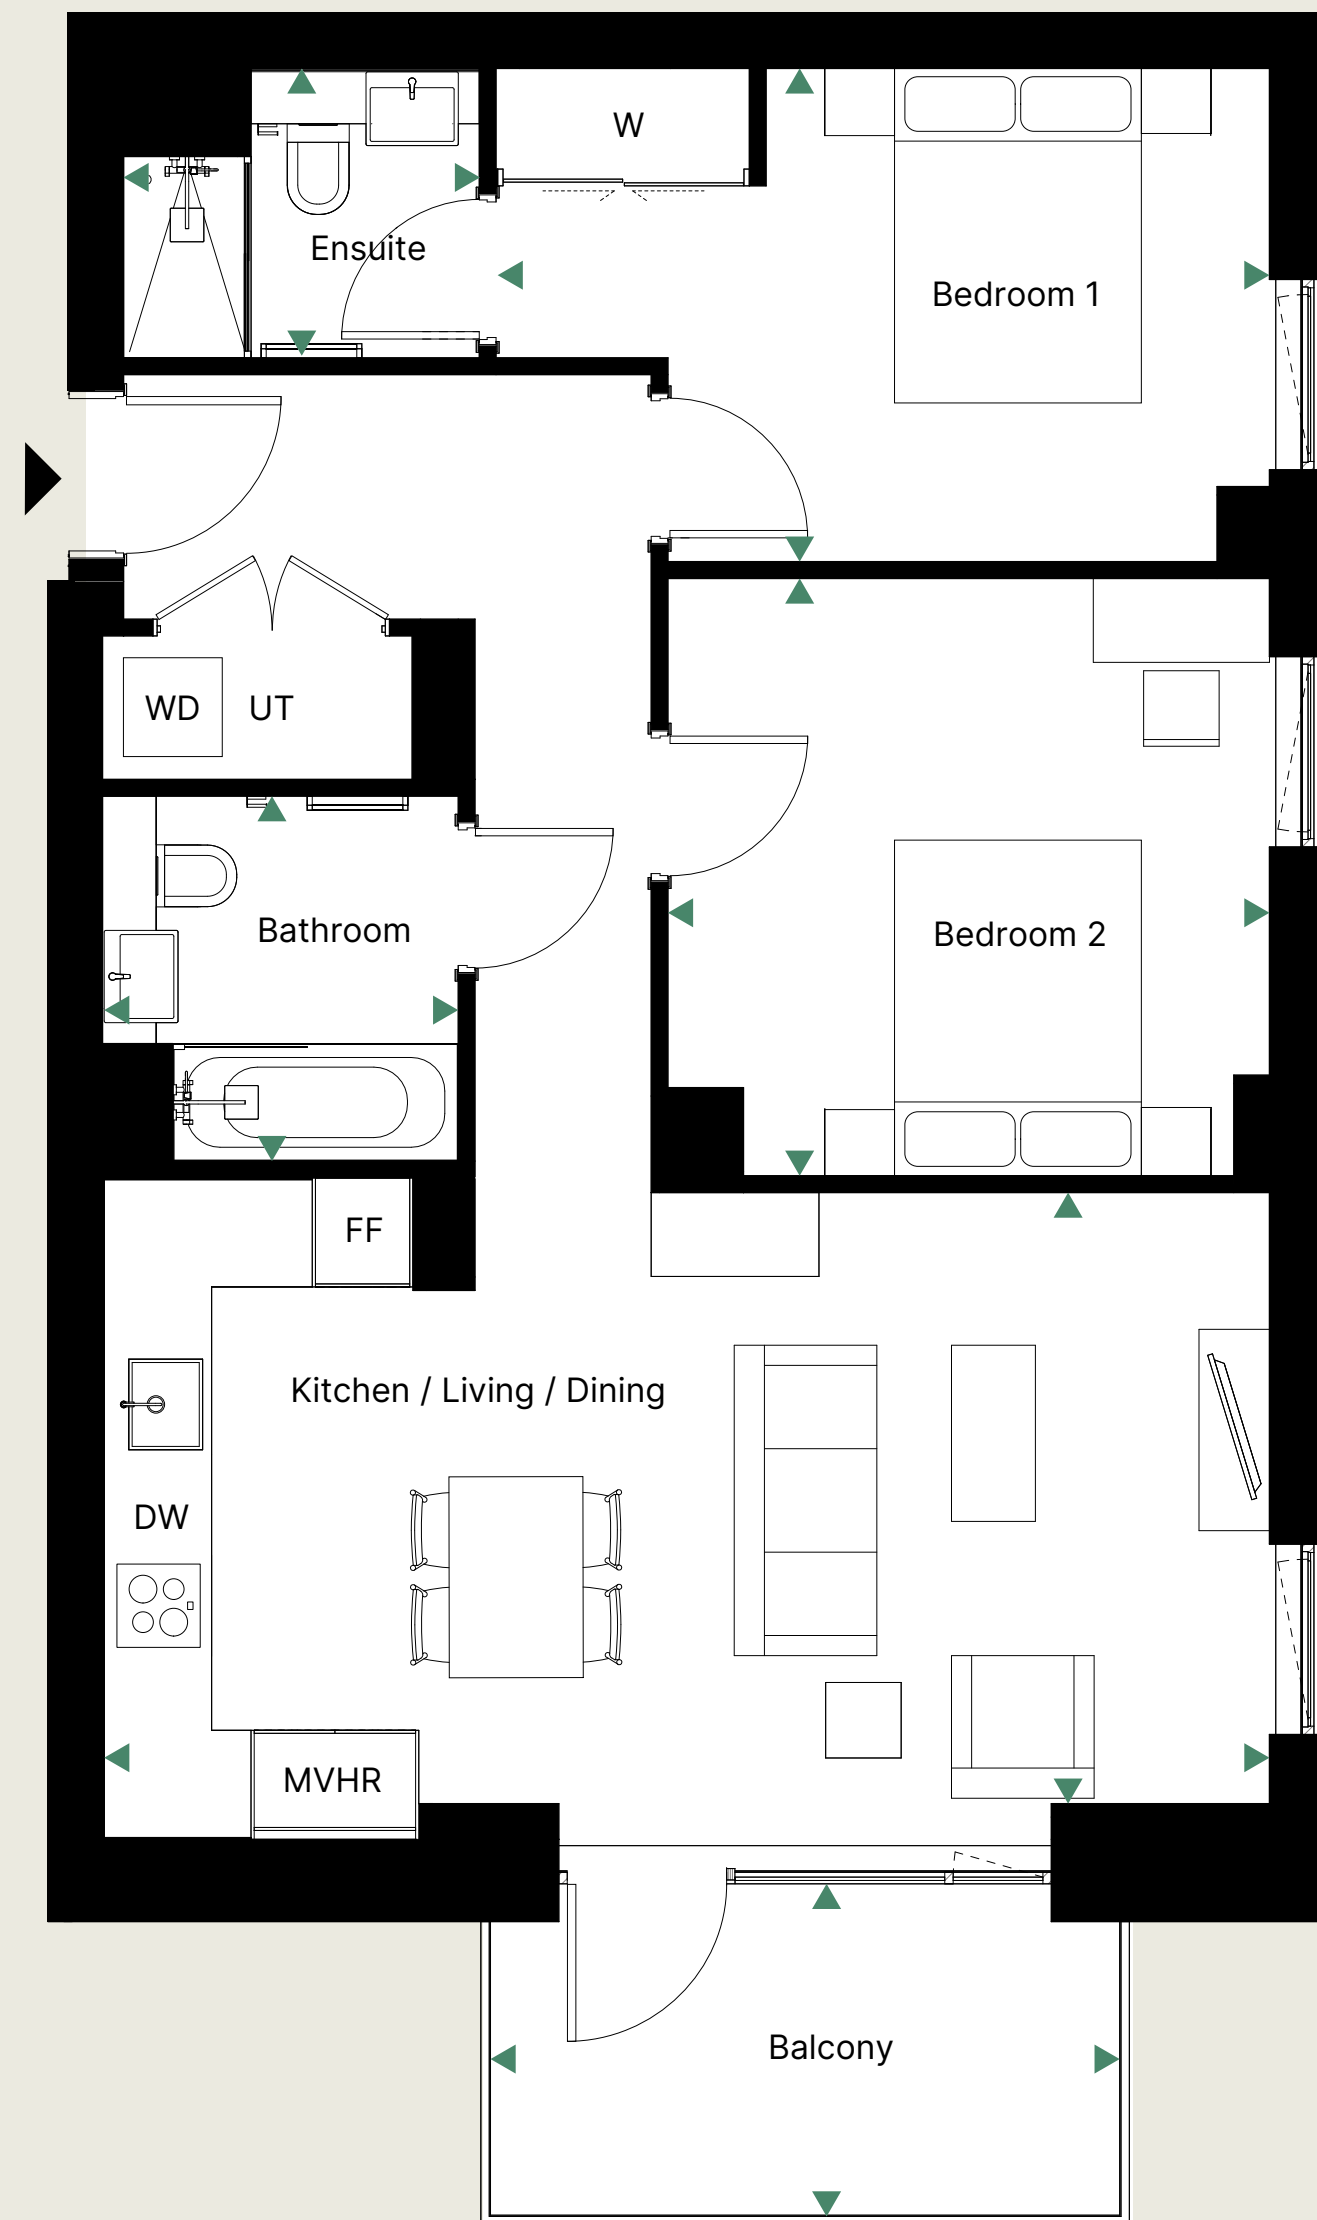 W
Ensuite
Bedroom 1
WD
UT
Bathroom
Bedroom 2
FF
Kitchen / Living / Dining
DW
MVHR
Balcony